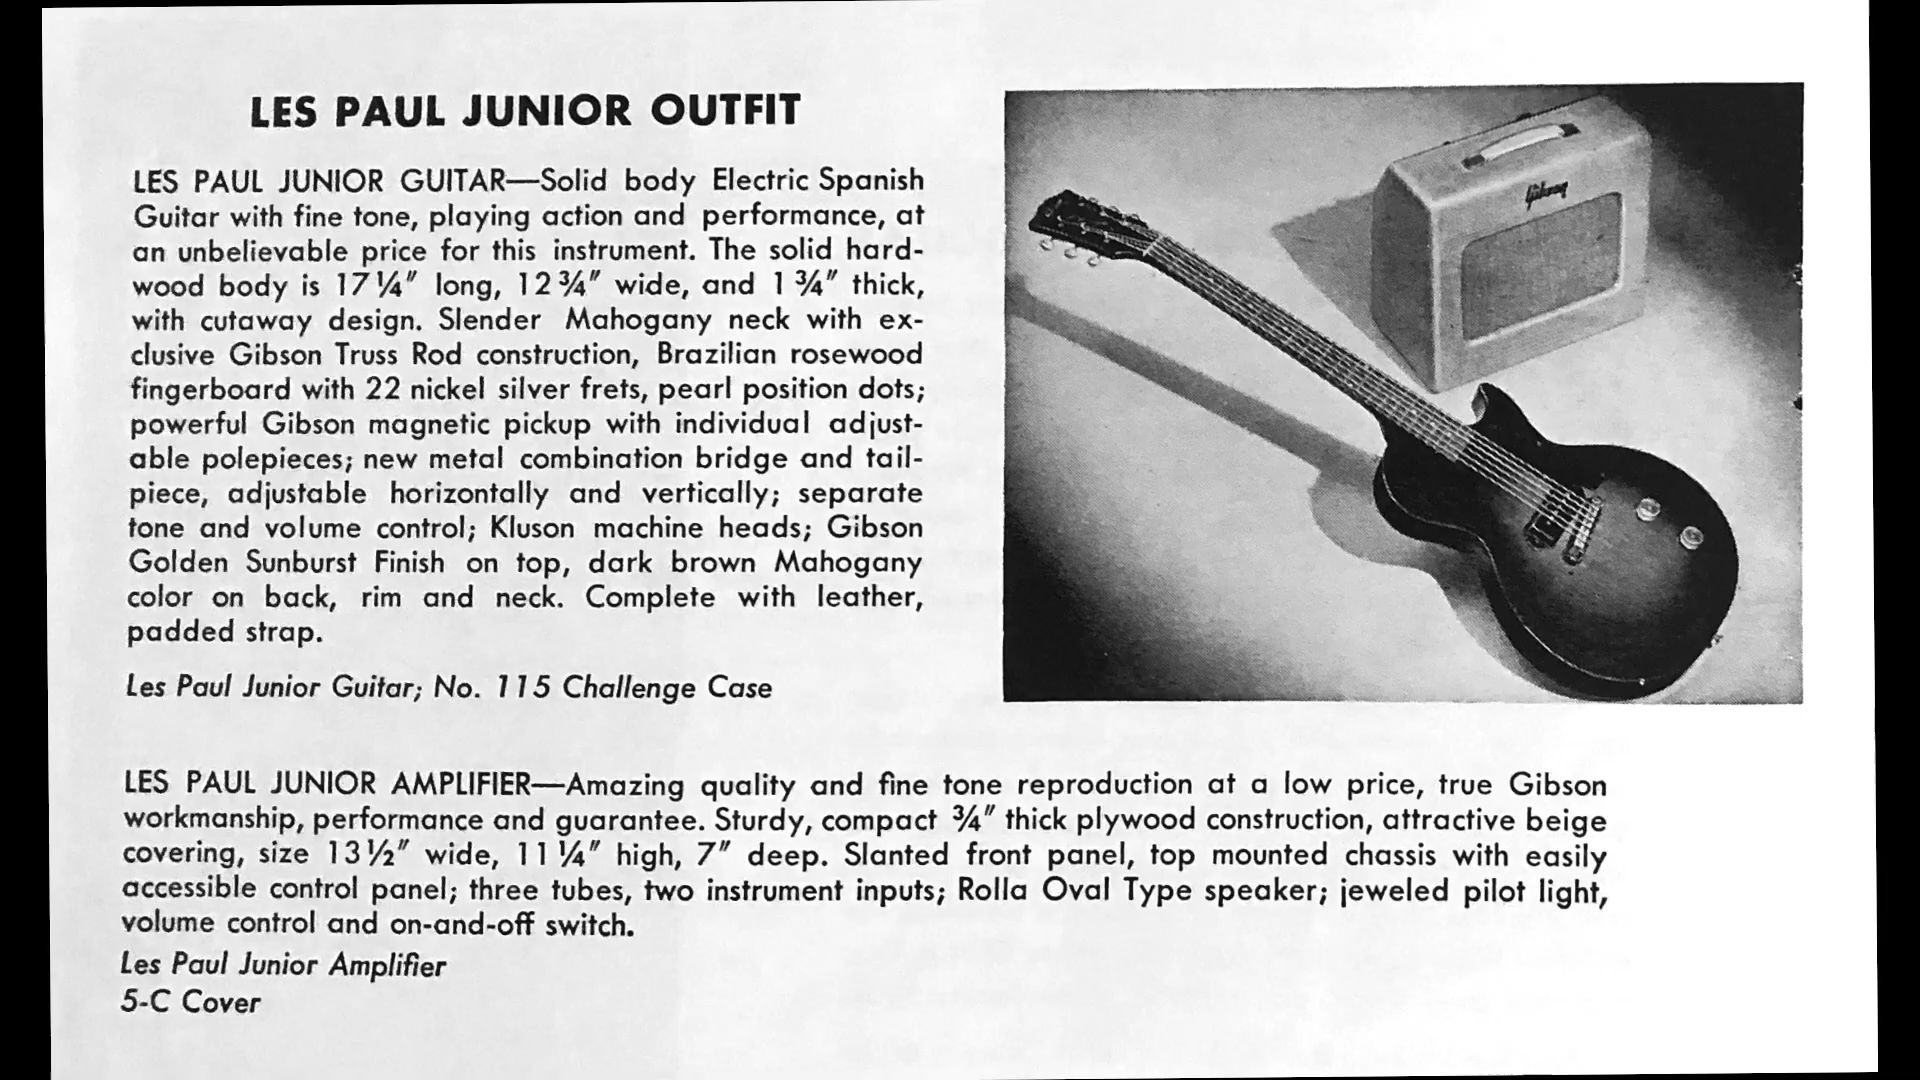 LES PAUL JUNIOR OUTFIT
LES PAUL JUNIOR GUITAR—Solid body Electric Spanish
Guitar with fine tone, playing action and performance, at
an unbelievable price for this instrument. The solid hard-
wood body is 17¼" long, 12¾" wide, and 1¾" thick,
with cutaway design. Slender Mahogany neck with ex-
clusive Gibson Truss Rod construction, Brazilian rosewood
fingerboard with 22 nickel silver frets, pearl position dots;
powerful Gibson magnetic pickup with individual adjust-
able polepieces; new metal combination bridge and tail-
piece, adjustable horizontally and vertically; separate
tone and volume control; Kluson machine heads; Gibson
Golden Sunburst Finish on top, dark brown Mahogany
color on back, rim and neck. Complete with leather,
padded strap.
Les Paul Junior Guitar; No. 115 Challenge Case
Gibson
LES PAUL JUNIOR AMPLIFIER—Amazing quality and fine tone reproduction at a low price, true Gibson
workmanship, performance and guarantee. Sturdy, compact ¾" thick plywood construction, attractive beige
covering, size 13½" wide, 11¼" high, 7" deep. Slanted front panel, top mounted chassis with easily
accessible control panel; three tubes, two instrument inputs; Rolla Oval Type speaker; jeweled pilot light,
volume control and on-and-off switch.
Les Paul Junior Amplifier
5-C Cover